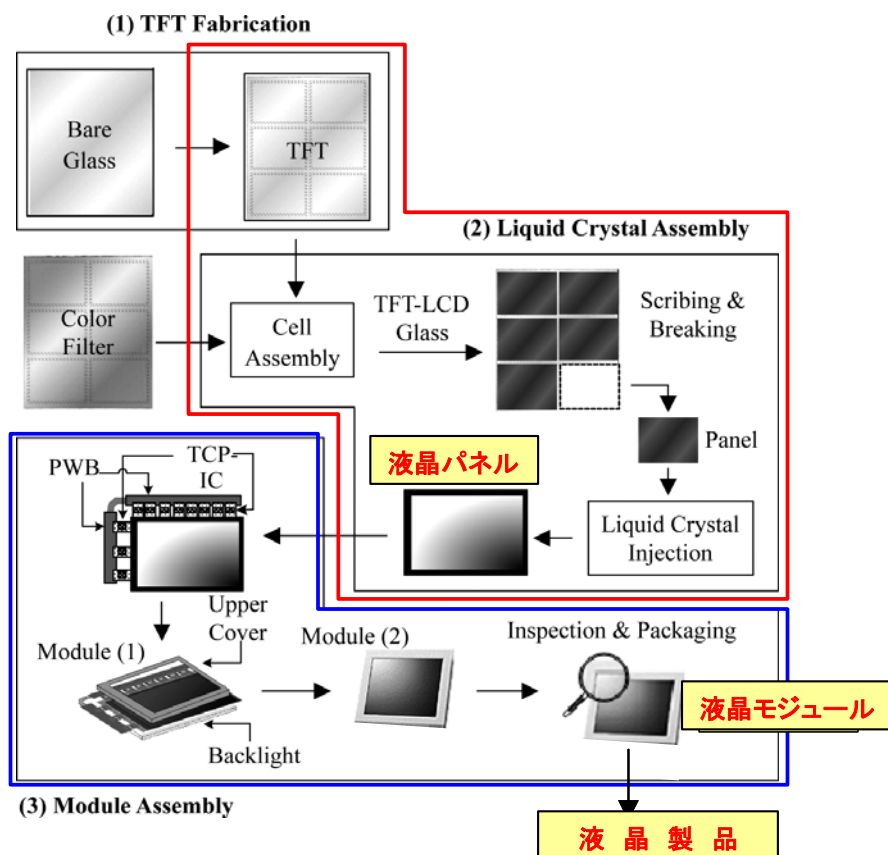 (1) TFT Fabrication
Bare
Glass
TFT
(2) Liquid Crystal Assembly
Color
Filter
Cell
Assembly
TFT-LCD
Glass
Scribing &
Breaking
Panel
液晶パネル
Liquid Crystal
Injection
PWB
TCP-
IC
Upper
Cover
Module (1)
Backlight
Module (2)
Inspection & Packaging
液晶モジュール
(3) Module Assembly
液 晶 製 品